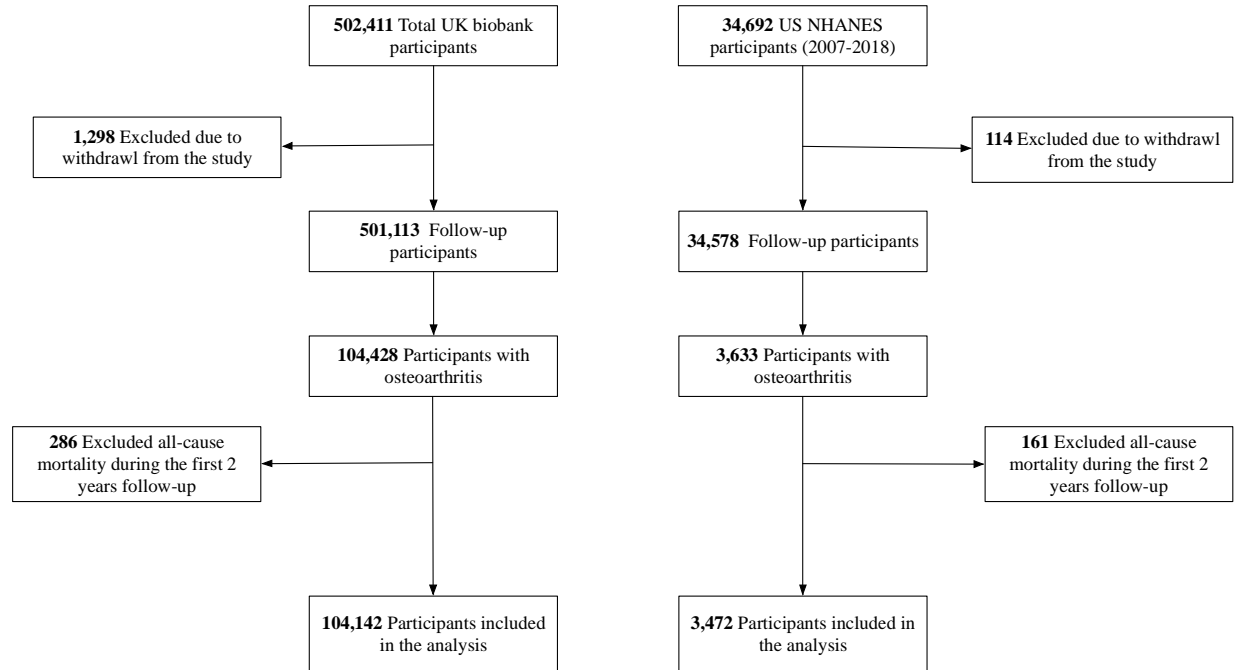 502,411 Total UK biobank
participants
34,692 US NHANES
participants (2007-2018)
1,298 Excluded due to
withdrawl from the study
114 Excluded due to withdrawl
from the study
501,113 Follow-up
participants
34,578 Follow-up participants
104,428 Participants with
osteoarthritis
3,633 Participants with
osteoarthritis
286 Excluded all-cause
mortality during the first 2
years follow-up
161 Excluded all-cause
mortality during the first 2
years follow-up
104,142 Participants included
in the analysis
3,472 Participants included in
the analysis